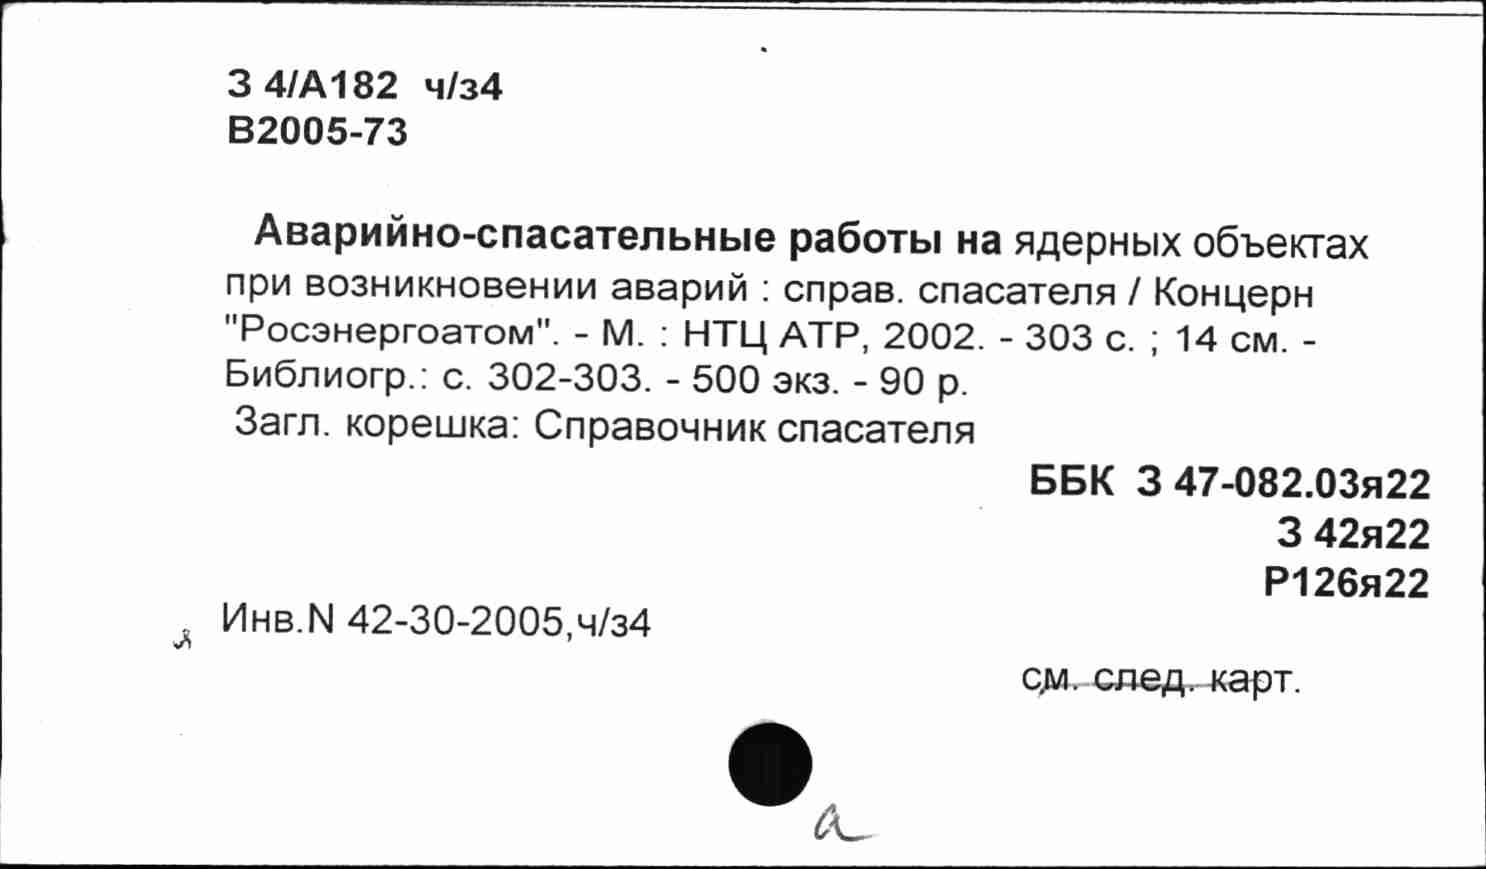 З 4/А182 ч/з4
В2005-73
Аварийно-спасательные работы на ядерных объектах
при возникновении аварий : справ. спасателя / Концерн
"Росэнергоатом". - М. : НТЦ АТР, 2002. - 303 с. ; 14 см. -
Библиогр.: с. 302-303. - 500 экз. - 90 р.
Загл. корешка: Справочник спасателя
ББК З 47-082.03я22
З 42я22
Р126я22
Инв.N 42-30-2005,ч/з4
см. след. карт.
а